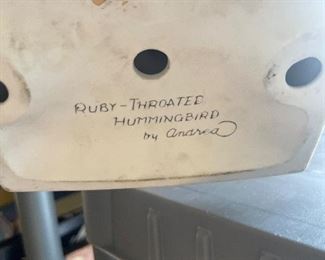 RUBY-THROATED
HUMMINGBIRD
by Andrea